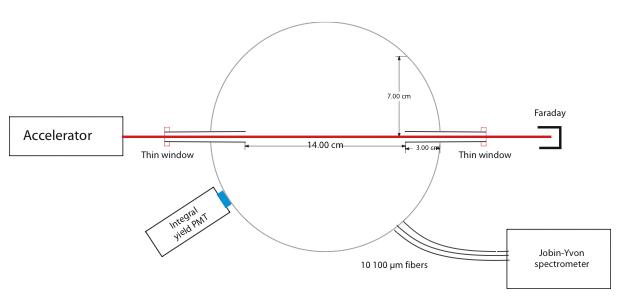 7.00 cm
Faraday
Accelerator
14.00 cm
3.00 cm
Thin window
Thin window
Integral
yield PMT
Jobin-Yvon
spectrometer
10 100 µm fibers